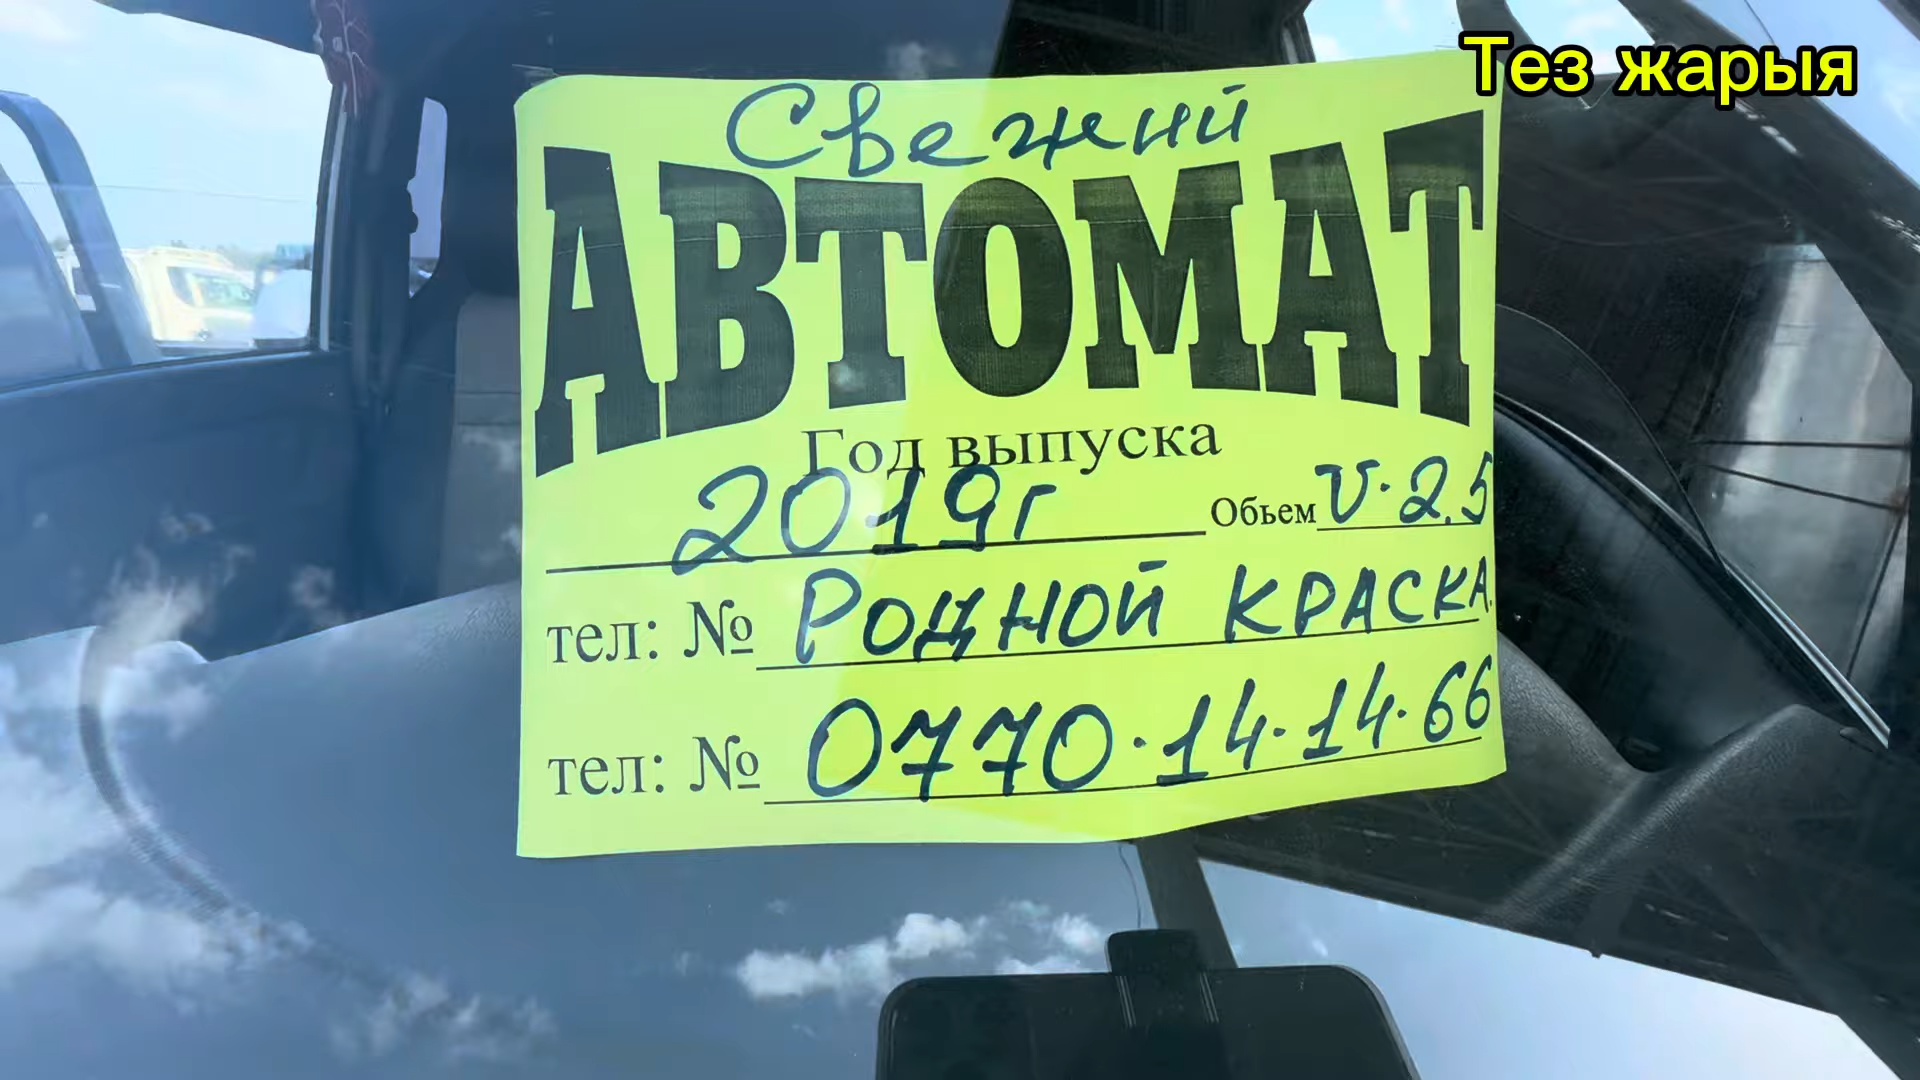 Тез жарыя
Свежий
АВТОМАТ
Год выпуска
2019г Обьем V·2.5
тел: № РОДНОЙ КРАСКА.
тел: № 0770·14·14·66